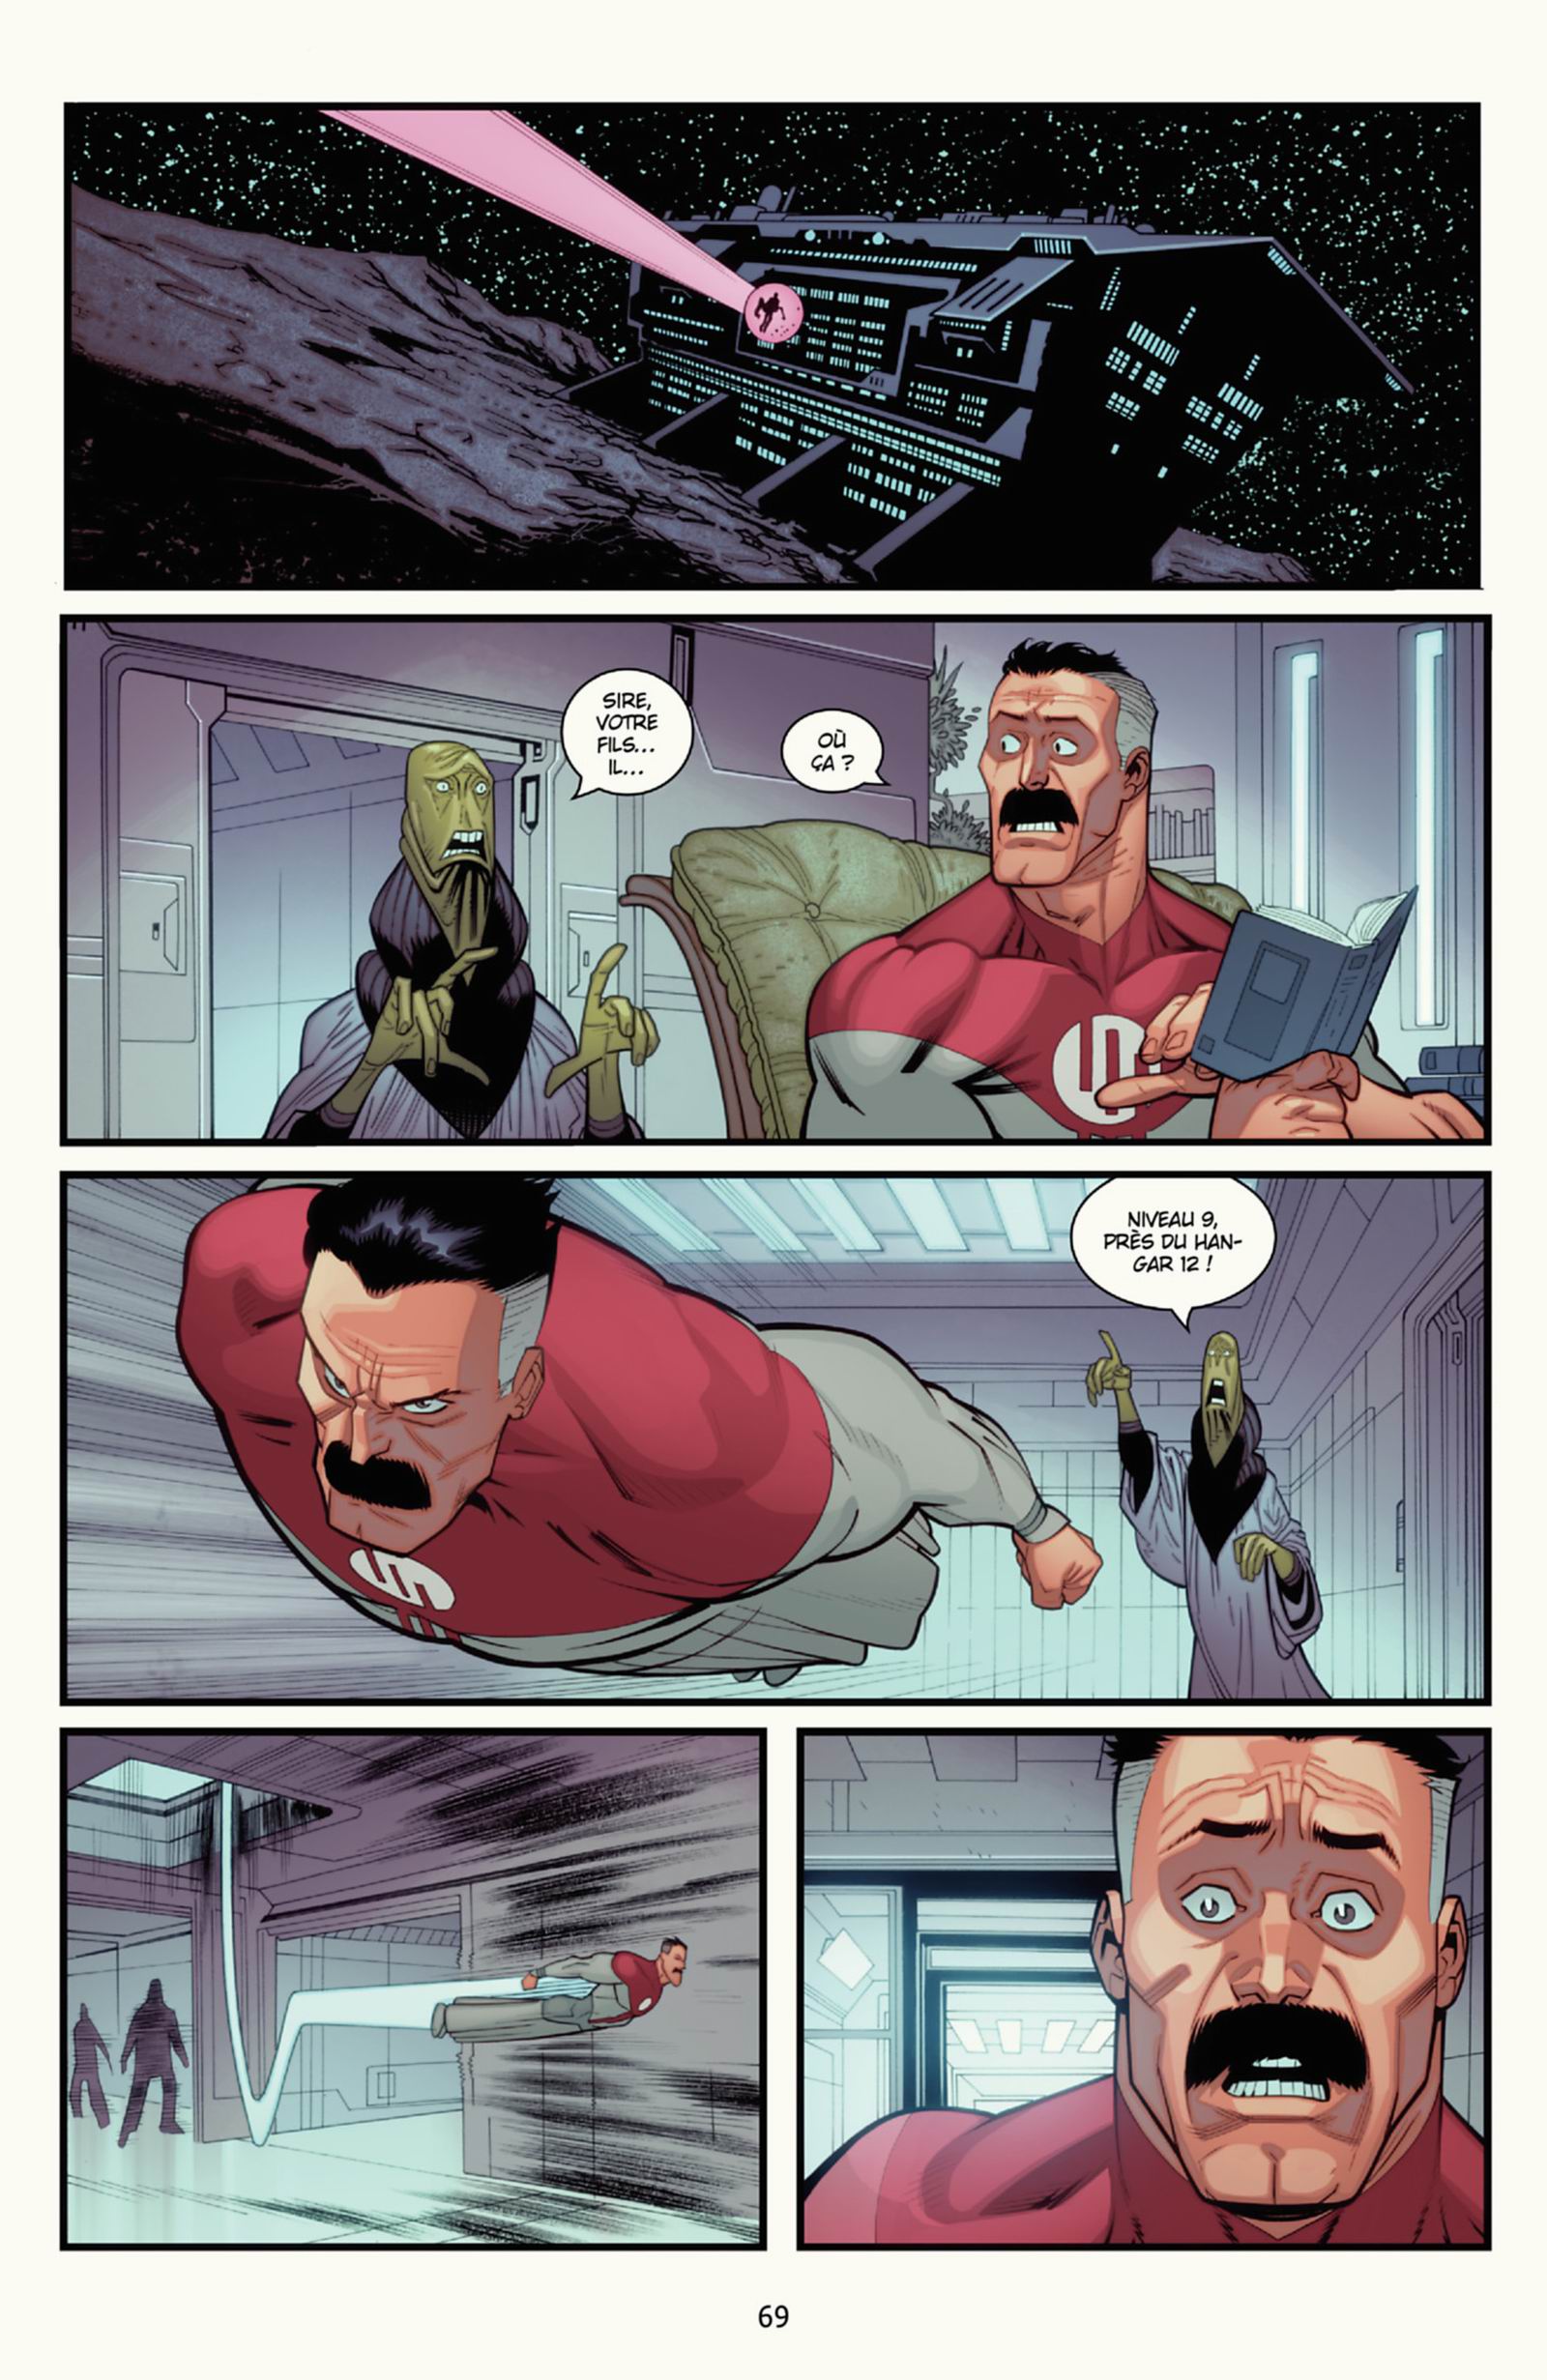 SIRE,
VOTRE
FILS...
IL...
OÙ
ÇA ?
NIVEAU 9,
PRÈS DU HAN-
GAR 12 !
69